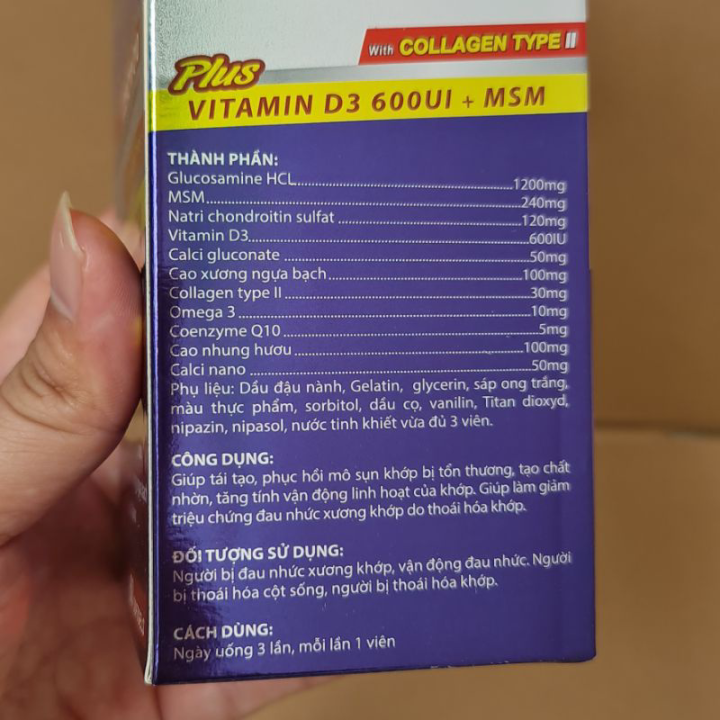 With COLLAGEN TYPE II
Plus
VITAMIN D3 600UI + MSM
THÀNH PHẦN:
Glucosamine HCL...1200mg
MSM...240mg
Natri chondroitin sulfat...120mg
Vitamin D3...600IU
Calci gluconate...50mg
Cao xương ngựa bạch...100mg
Collagen type II...30mg
Omega 3...10mg
Coenzyme Q10...5mg
Cao nhung hươu...100mg
Calci nano...50mg
Phụ liệu: Dầu đậu nành, Gelatin, glycerin, sáp ong trắng,
màu thực phẩm, sorbitol, dầu cọ, vanilin, Titan dioxyd,
nipazin, nipasol, nước tinh khiết vừa đủ 3 viên.
CÔNG DỤNG:
Giúp tái tạo, phục hồi mô sụn khớp bị tổn thương, tạo chất
nhờn, tăng tính vận động linh hoạt của khớp. Giúp làm giảm
triệu chứng đau nhức xương khớp do thoái hóa khớp.
ĐỐI TƯỢNG SỬ DỤNG:
Người bị đau nhức xương khớp, vận động đau nhức. Người
bị thoái hóa cột sống, người bị thoái hóa khớp.
CÁCH DÙNG:
Ngày uống 3 lần, mỗi lần 1 viên